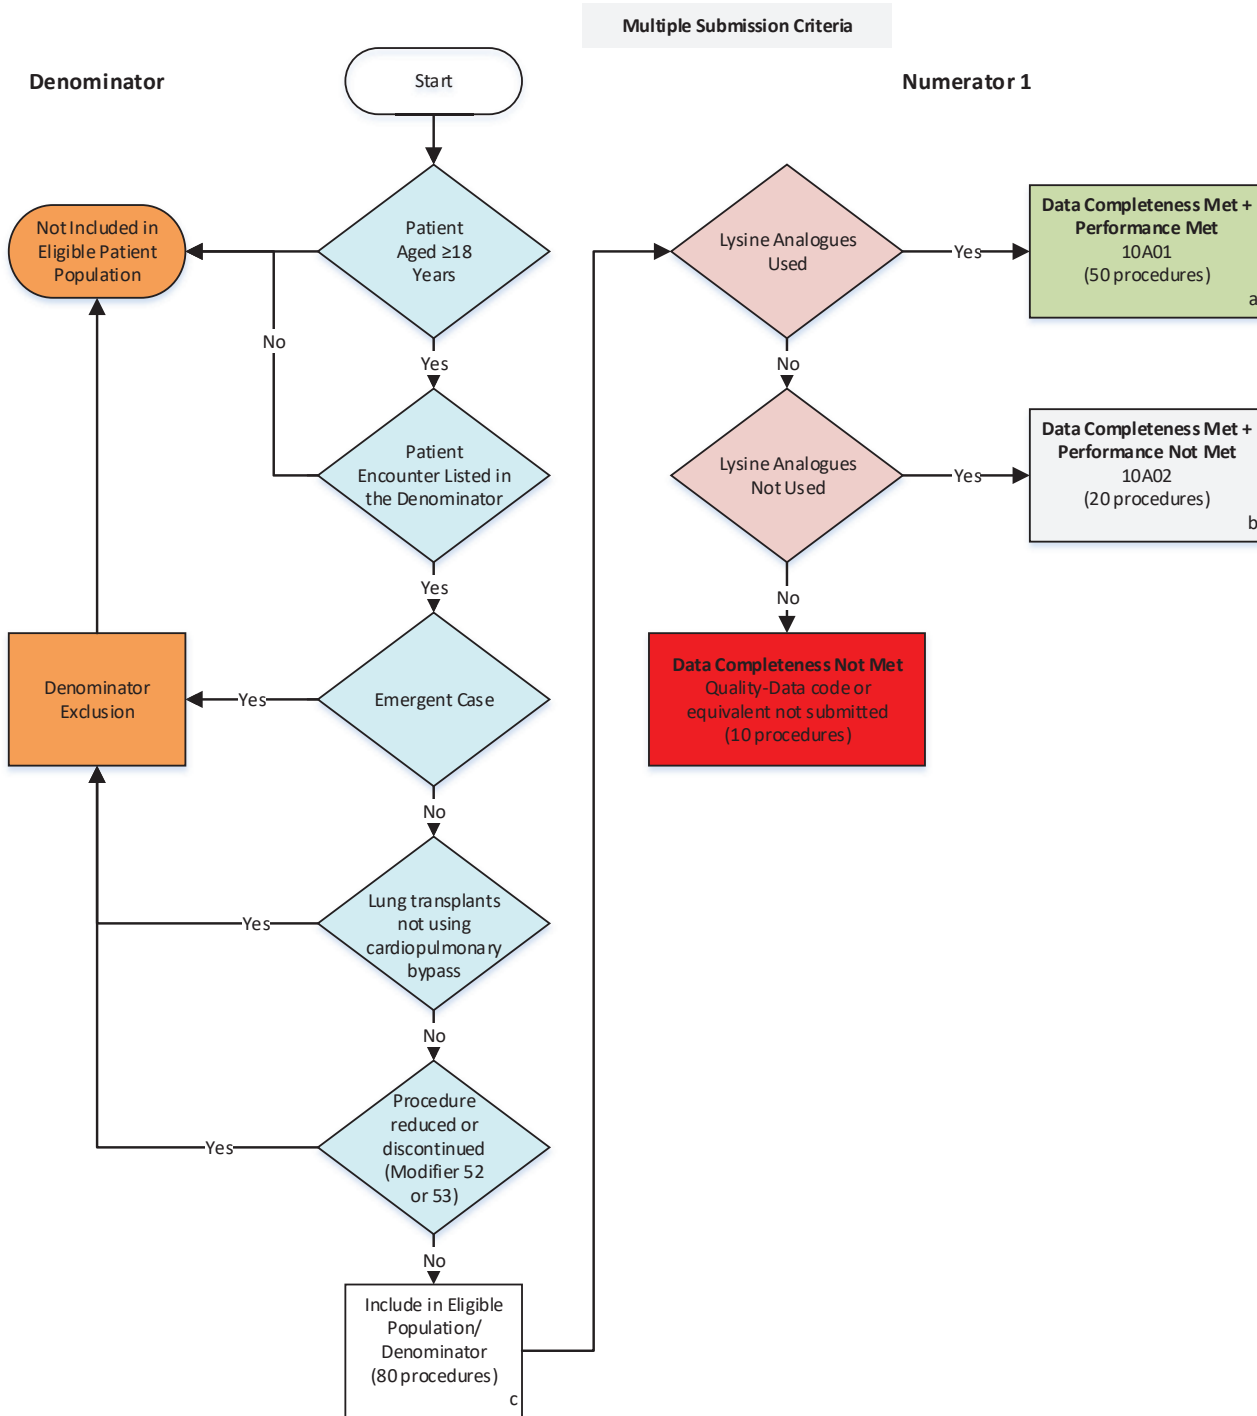 Multiple Submission Criteria
Denominator
Start
Numerator 1
Not Included in
Eligible Patient
Population
Patient
Aged ≥18
Years
No
Yes
Patient
Encounter Listed in
the Denominator
Yes
Denominator
Exclusion
Yes
Emergent Case
No
Yes
Lung transplants
not using
cardiopulmonary
bypass
No
Yes
Procedure
reduced or
discontinued
(Modifier 52
or 53)
No
Include in Eligible
Population/
Denominator
(80 procedures)
c
Lysine Analogues
Used
Yes
Data Completeness Met +
Performance Met
10A01
(50 procedures)
a
No
Lysine Analogues
Not Used
Yes
Data Completeness Met +
Performance Not Met
10A02
(20 procedures)
b
No
Data Completeness Not Met
Quality-Data code or
equivalent not submitted
(10 procedures)